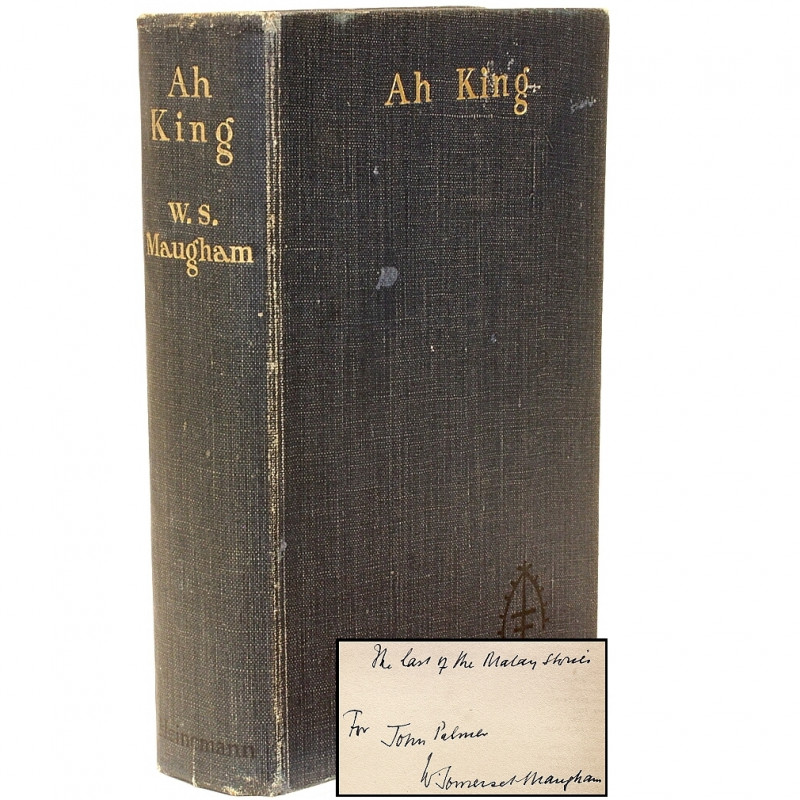 Ah
King
W. S.
Maugham
Heinemann
Ah King
The last of the Malay Stories
For John Palmer
W. Somerset Maugham